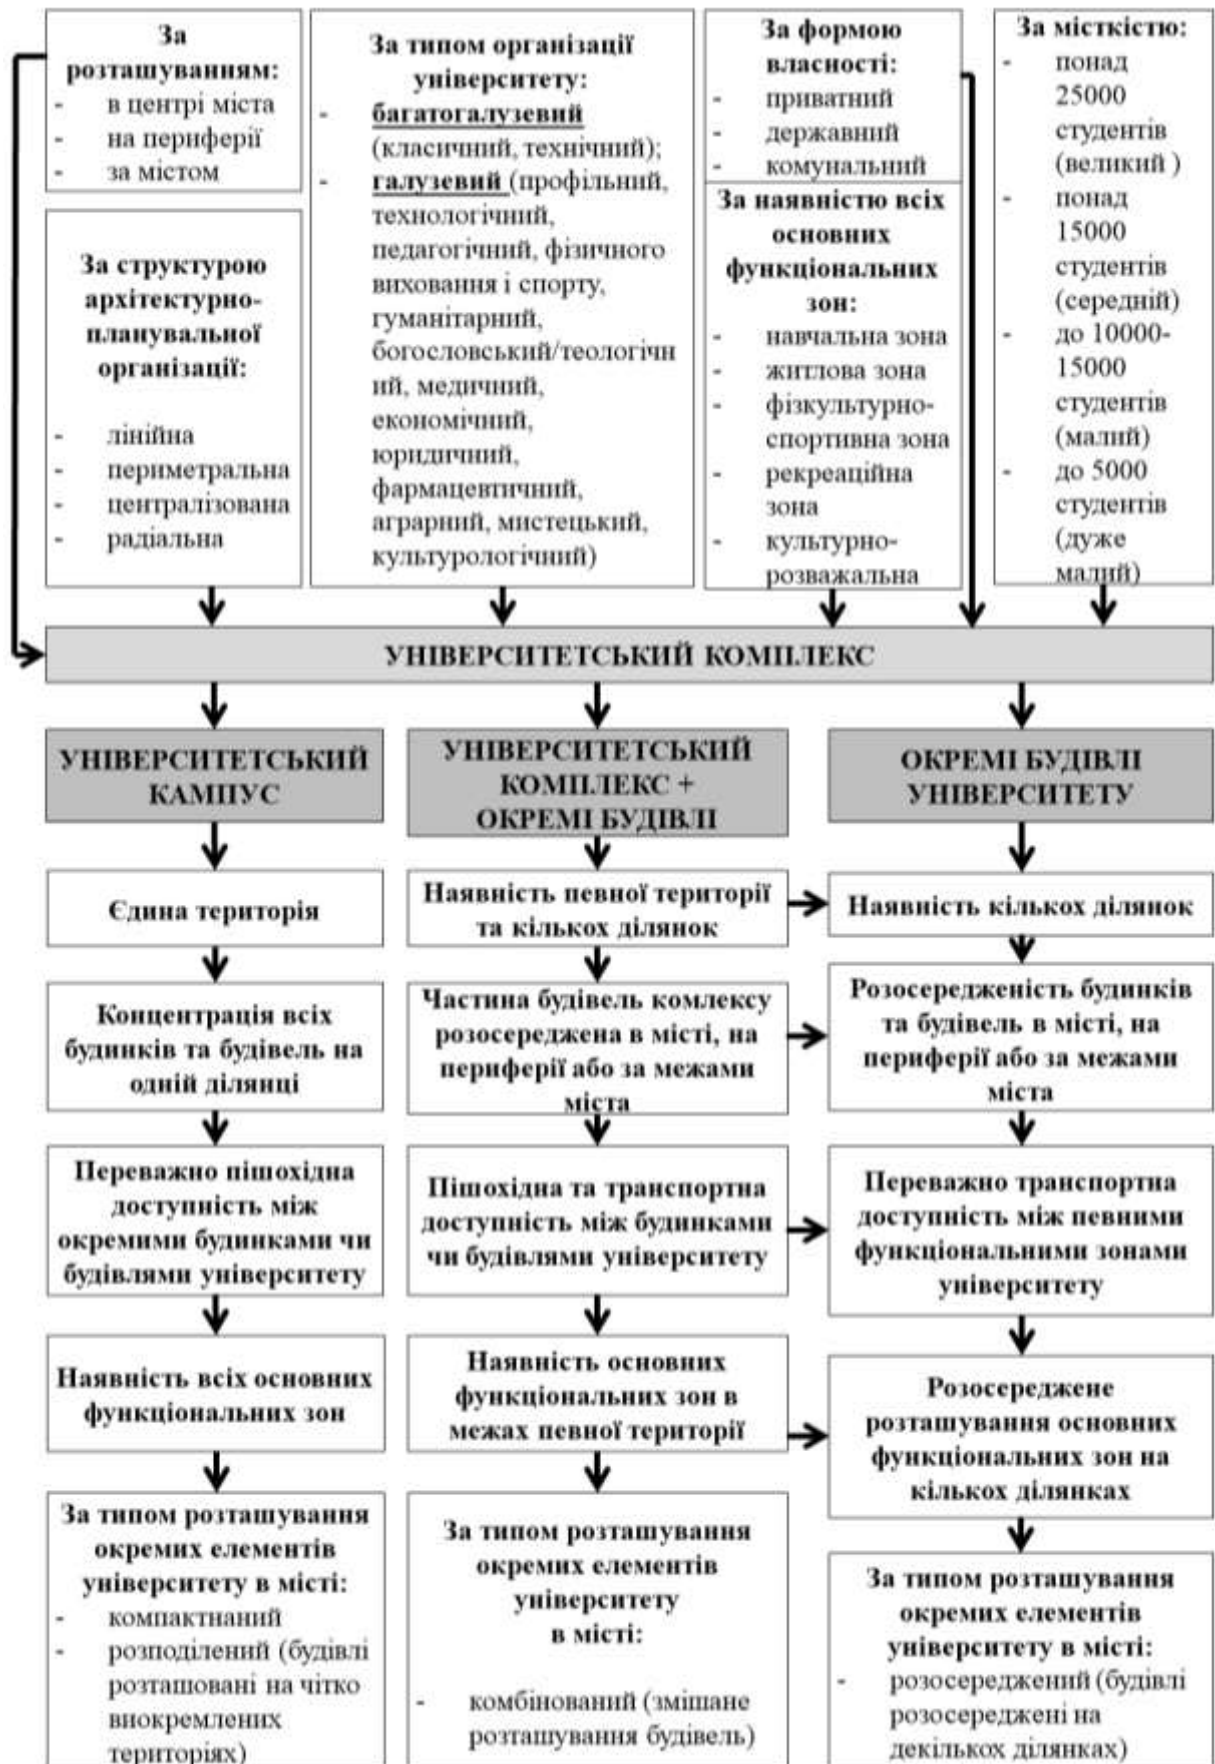 За
розташуванням:
- в центрі міста
- на периферії
- за містом
За структурою
архітектурно-
планувальної
організації:
- лінійна
- периметральна
- централізована
- радіальна
За типом організації
університету:
- багатогалузевий
(класичний, технічний);
- галузевий (профільний,
технологічний,
педагогічний, фізичного
виховання і спорту,
гуманітарний,
богословський/теологічн
ий, медичний,
економічний,
юридичний,
фармацевтичний,
аграрний, мистецький,
культурологічний)
За формою
власності:
- приватний
- державний
- комунальний
За наявністю всіх
основних
функціональних
зон:
- навчальна зона
- житлова зона
- фізкультурно-
спортивна зона
- рекреаційна
зона
- культурно-
розважальна
За місткістю:
- понад
25000
студентів
(великий )
- понад
15000
студентів
(середній)
- до 10000-
15000
студентів
(малий)
- до 5000
студентів
(дуже
малий)
УНІВЕРСИТЕТСЬКИЙ КОМПЛЕКС
УНІВЕРСИТЕТСЬКИЙ
КАМПУС
Єдина територія
Концентрація всіх
будинків та будівель на
одній ділянці
Переважно пішохідна
доступність між
окремими будинками чи
будівлями університету
Наявність всіх основних
функціональних зон
За типом розташування
окремих елементів
університету в місті:
- компактнаний
- розподілений (будівлі
розташовані на чітко
виокремлених
територіях)
УНІВЕРСИТЕТСЬКИЙ
КОМПЛЕКС +
ОКРЕМІ БУДІВЛІ
Наявність певної території
та кількох ділянок
Частина будівель комлексу
розосереджена в місті, на
периферії або за межами
міста
Пішохідна та транспортна
доступність між будинками
чи будівлями університету
Наявність основних
функціональних зон в
межах певної території
За типом розташування
окремих елементів
університету
в місті:
- комбінований (змішане
розташування будівель)
ОКРЕМІ БУДІВЛІ
УНІВЕРСИТЕТУ
Наявність кількох ділянок
Розосередженість будинків
та будівель в місті, на
периферії або за межами
міста
Переважно транспортна
доступність між певними
функціональними зонами
університету
Розосереджене
розташування основних
функціональних зон на
кількох ділянках
За типом розташування
окремих елементів
університету в місті:
- розосереджений (будівлі
розосереджені на
декількох ділянках)